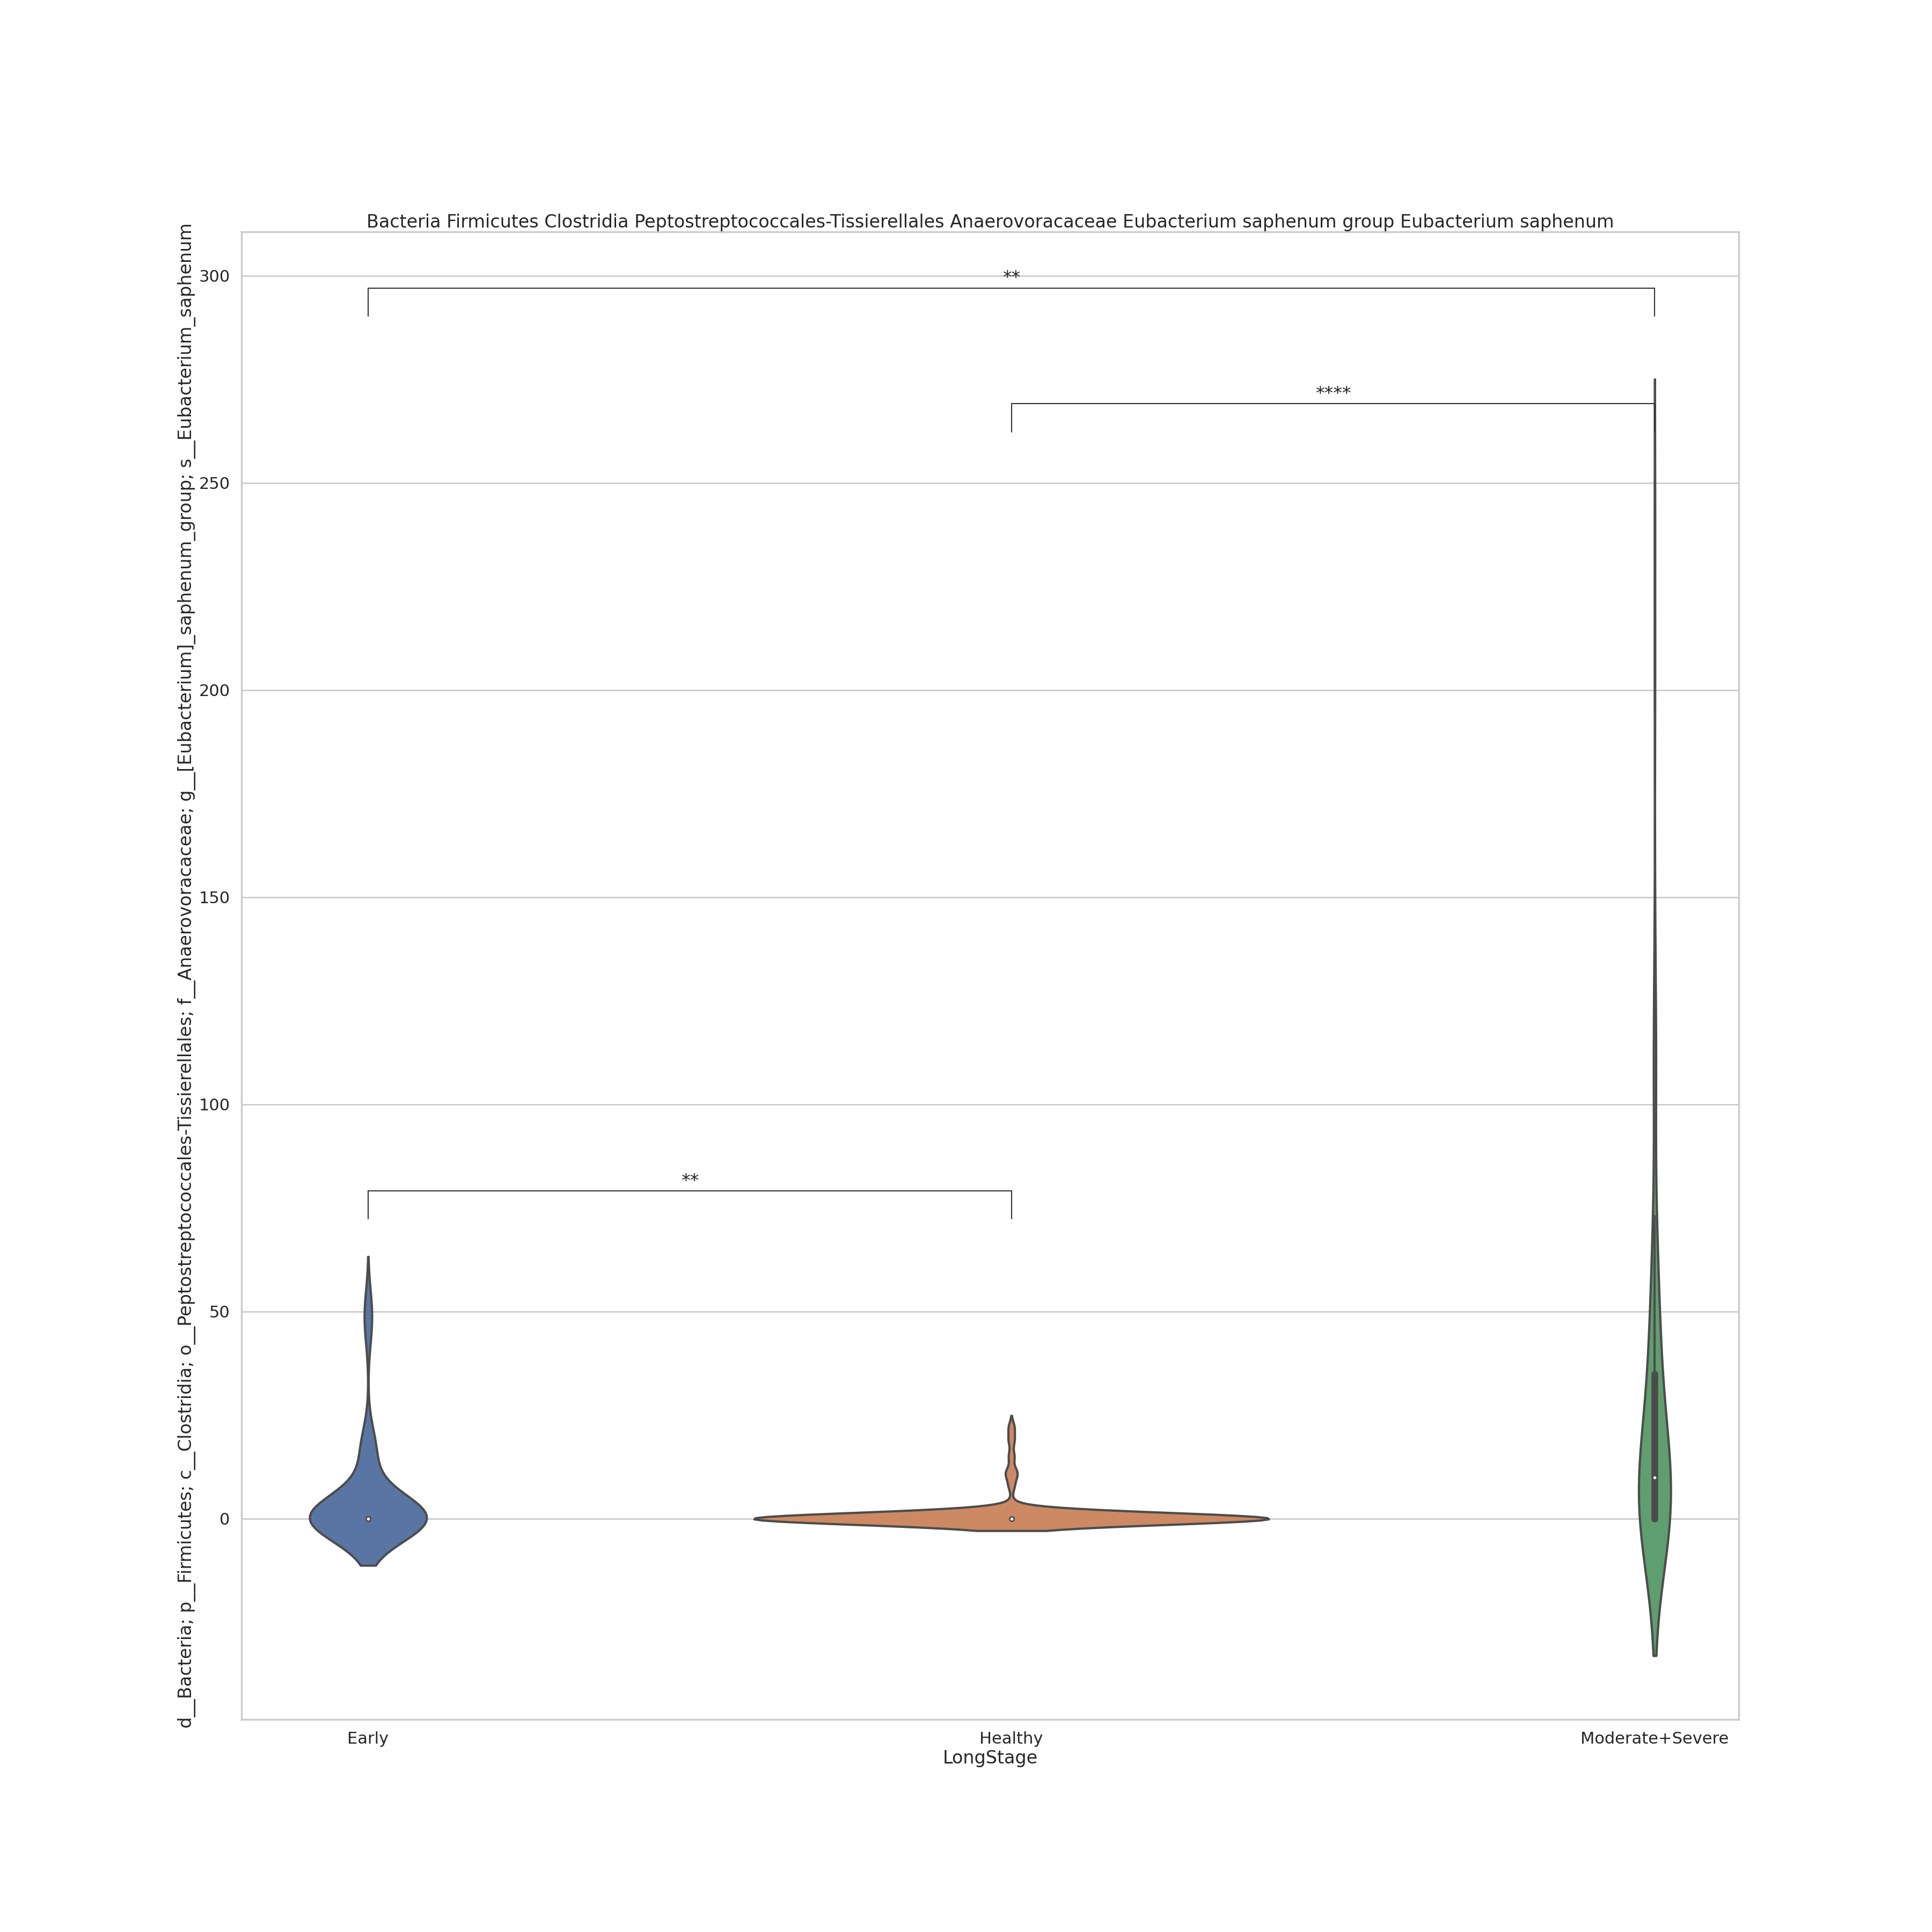 Bacteria Firmicutes Clostridia Peptostreptococcales-Tissierellales Anaerovoracaceae Eubacterium saphenum group Eubacterium saphenum
d__Bacteria; p__Firmicutes; c__Clostridia; o__Peptostreptococcales-Tissierellales; f__Anaerovoracaceae; g__[Eubacterium]_saphenum_group; s__Eubacterium_saphenum
300
250
200
150
100
50
0
**
****
**
Early
Healthy
Moderate+Severe
LongStage